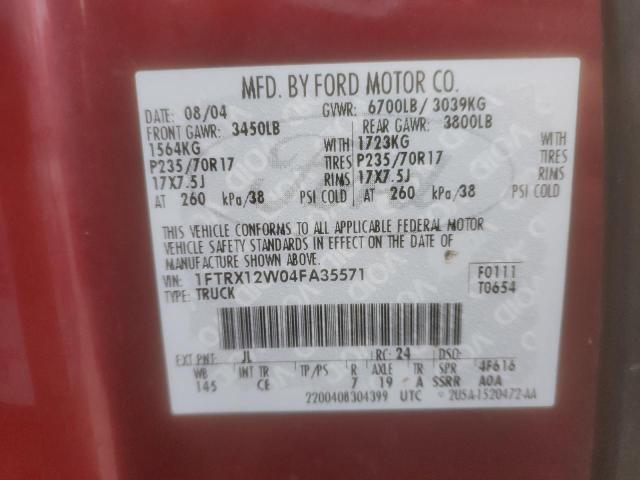 MFD. BY FORD MOTOR CO.
DATE: 08/04 GVWR: 6700LB/ 3039KG
FRONT GAWR: 3450LB REAR GAWR: 3800LB
1564KG WITH 1723KG WITH
P235/70R17 TIRES P235/70R17 TIRES
17X7.5J RIMS 17X7.5J RIMS
AT 260 kPa/38 PSI COLD AT 260 kPa/38 PSI COLD
THIS VEHICLE CONFORMS TO ALL APPLICABLE FEDERAL MOTOR
VEHICLE SAFETY STANDARDS IN EFFECT ON THE DATE OF
MANUFACTURE SHOWN ABOVE.
VIN: 1FTRX12W04FA35571 F0111
TYPE: TRUCK T0654
EXT PNT: JL RC: 24 DSO:
WB INT TR TP/PS R AXLE TR SPR 4F616
145 CE 7 19 A SSRR A0A
2200408304399 UTC 2U5A-1520472-AA